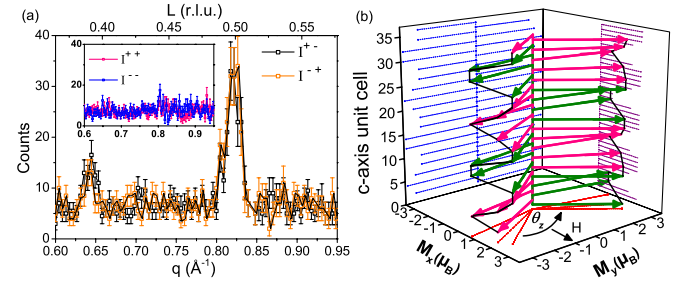 (a)
L (r.l.u.)
0.40 0.45 0.50 0.55
40
30
20
10
0
Counts
I++
I--
40
30
20
10
0
0.6 0.7 0.8 0.9
I+-
I-+
0.60 0.65 0.70 0.75 0.80 0.85 0.90 0.95
q (Å-1)
(b)
c-axis unit cell
35
30
25
20
15
10
5
0
-3 -2 -1 0 1 2 3
Mx(μB)
θz
H
-3 -2 -1 0 1 2 3
My(μB)